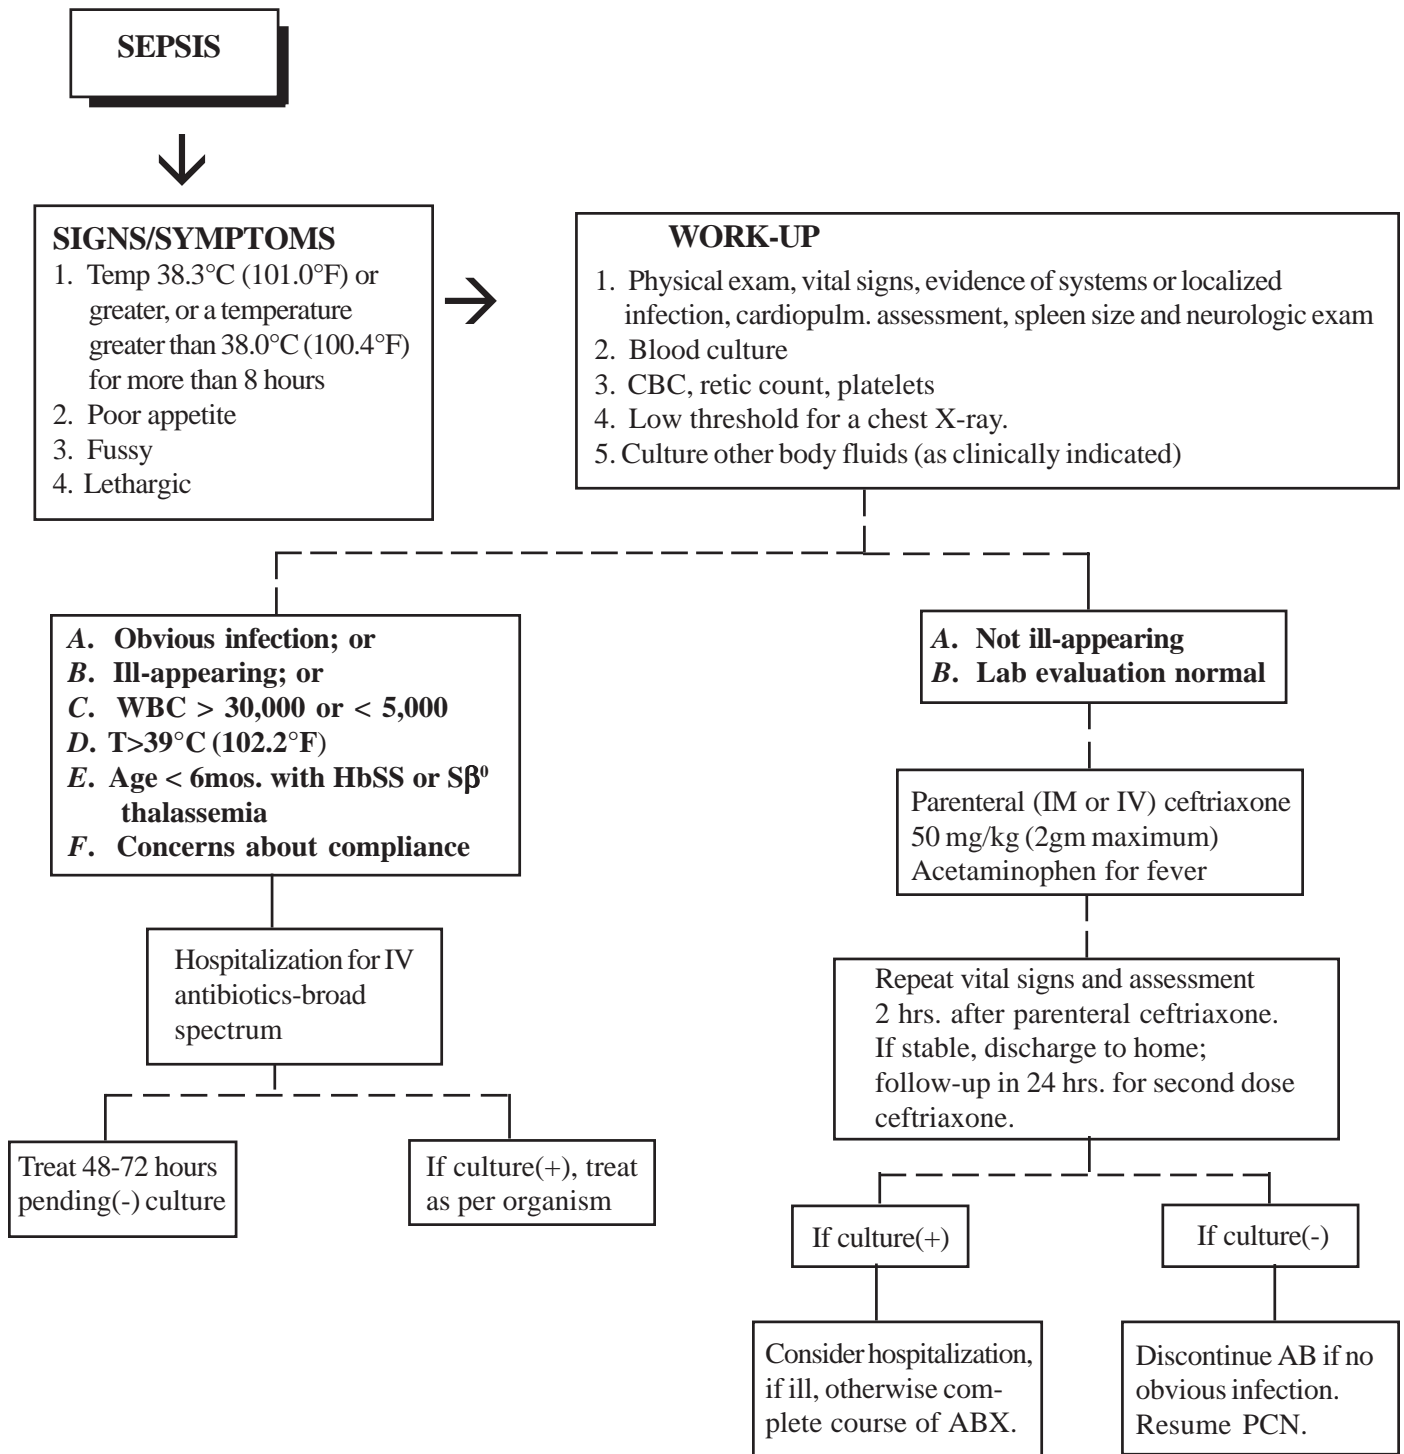 SEPSIS
SIGNS/SYMPTOMS
1. Temp 38.3°C (101.0°F) or
greater, or a temperature
greater than 38.0°C (100.4°F)
for more than 8 hours
2. Poor appetite
3. Fussy
4. Lethargic
WORK-UP
1. Physical exam, vital signs, evidence of systems or localized
infection, cardiopulm. assessment, spleen size and neurologic exam
2. Blood culture
3. CBC, retic count, platelets
4. Low threshold for a chest X-ray.
5. Culture other body fluids (as clinically indicated)
A. Obvious infection; or
B. Ill-appearing; or
C. WBC > 30,000 or < 5,000
D. T>39°C (102.2°F)
E. Age < 6mos. with HbSS or Sβ⁰
thalassemia
F. Concerns about compliance
Hospitalization for IV
antibiotics-broad
spectrum
Treat 48-72 hours
pending(-) culture
If culture(+), treat
as per organism
A. Not ill-appearing
B. Lab evaluation normal
Parenteral (IM or IV) ceftriaxone
50 mg/kg (2gm maximum)
Acetaminophen for fever
Repeat vital signs and assessment
2 hrs. after parenteral ceftriaxone.
If stable, discharge to home;
follow-up in 24 hrs. for second dose
ceftriaxone.
If culture(+)
If culture(-)
Consider hospitalization,
if ill, otherwise com-
plete course of ABX.
Discontinue AB if no
obvious infection.
Resume PCN.